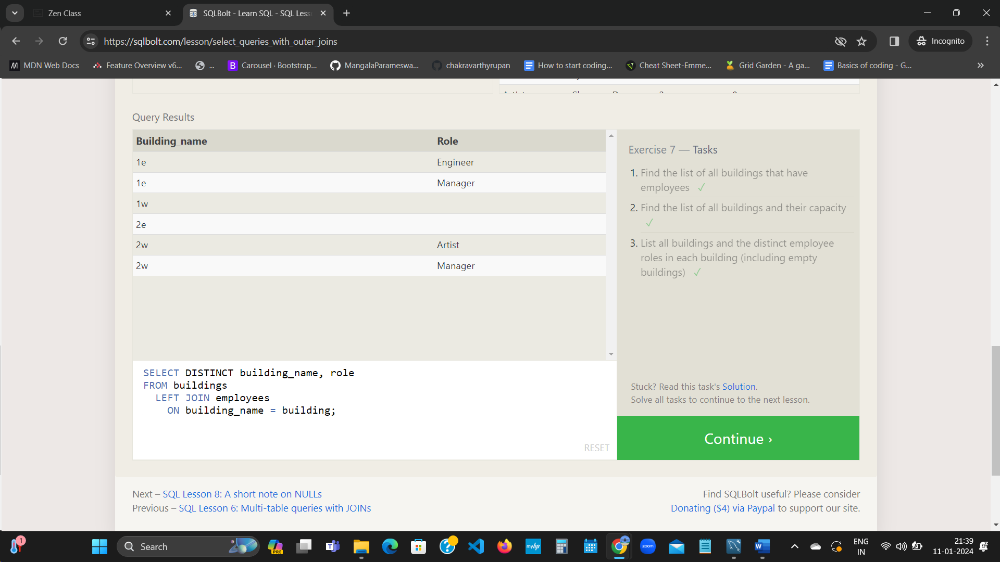 Zen Class
SQLBolt - Learn SQL - SQL Less
https://sqlbolt.com/lesson/select_queries_with_outer_joins
Incognito
MDN Web Docs
Feature Overview v6...
...
Carousel · Bootstrap...
MangalaParameswa...
chakravarthyrupan
How to start coding...
Cheat Sheet-Emme...
Grid Garden - A ga...
Basics of coding - G...
Query Results
Building_name Role
1e Engineer
1e Manager
1w
2e
2w Artist
2w Manager
SELECT DISTINCT building_name, role
FROM buildings
LEFT JOIN employees
ON building_name = building;
RESET
Exercise 7 — Tasks
1. Find the list of all buildings that have
employees ✓
2. Find the list of all buildings and their capacity
✓
3. List all buildings and the distinct employee
roles in each building (including empty
buildings) ✓
Stuck? Read this task's Solution.
Solve all tasks to continue to the next lesson.
Continue ›
Next – SQL Lesson 8: A short note on NULLs
Previous – SQL Lesson 6: Multi-table queries with JOINs
Find SQLBolt useful? Please consider
Donating ($4) via Paypal to support our site.
1
Search
PRE
myhp
zoom
W
ENG
IN
21:39
11-01-2024